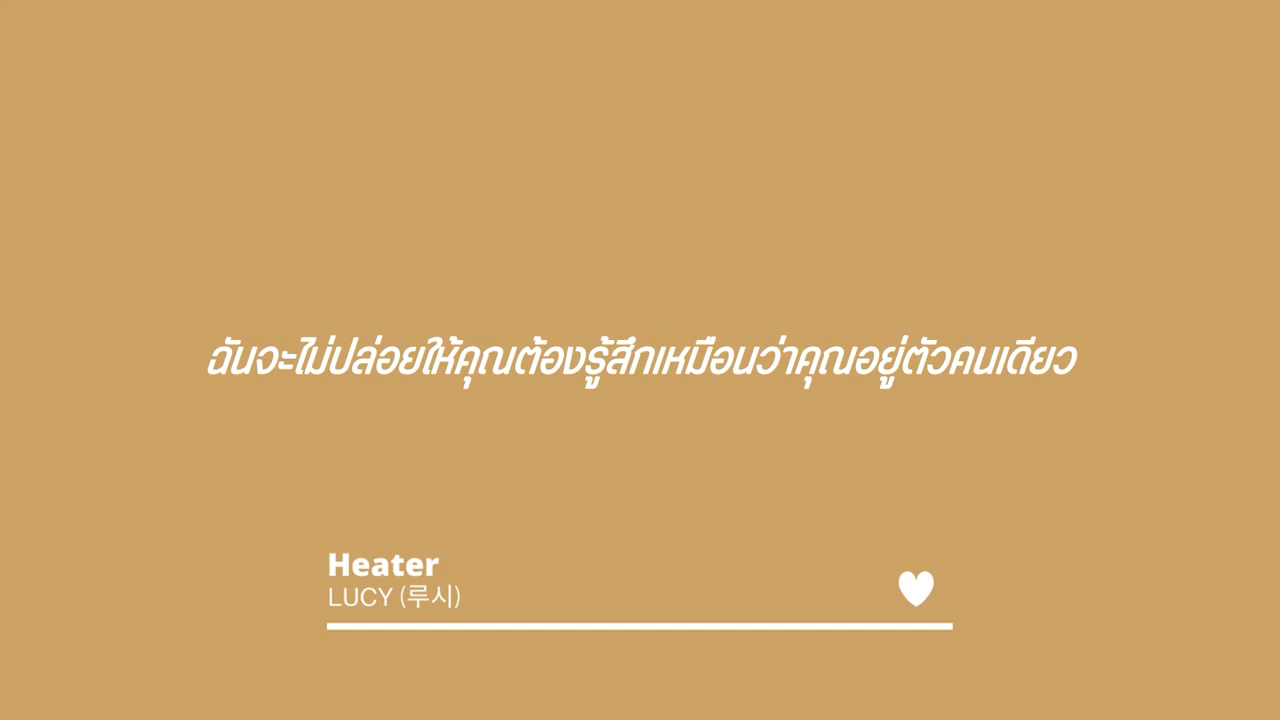 ฉันจะไม่ปล่อยให้คุณต้องรู้สึกเหมือนว่าคุณอยู่ตัวคนเดียว
Heater
LUCY (루시)